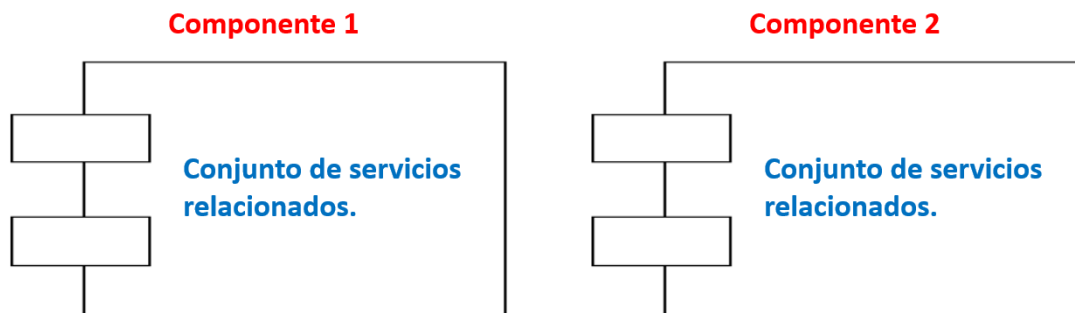 Componente 1
Conjunto de servicios
relacionados.
Componente 2
Conjunto de servicios
relacionados.